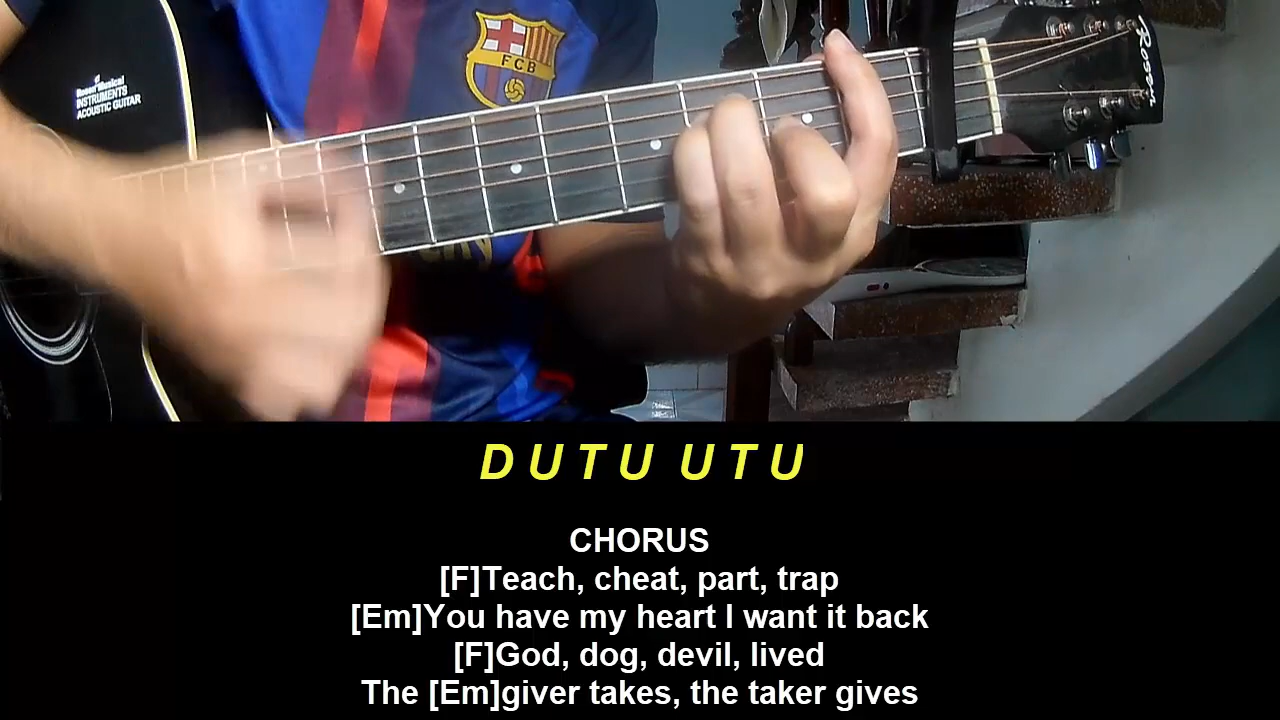 FCB
Rosen Musical
INSTRUMENTS
ACOUSTIC GUITAR
Rosen
D U T U U T U
CHORUS
[F]Teach, cheat, part, trap
[Em]You have my heart I want it back
[F]God, dog, devil, lived
The [Em]giver takes, the taker gives